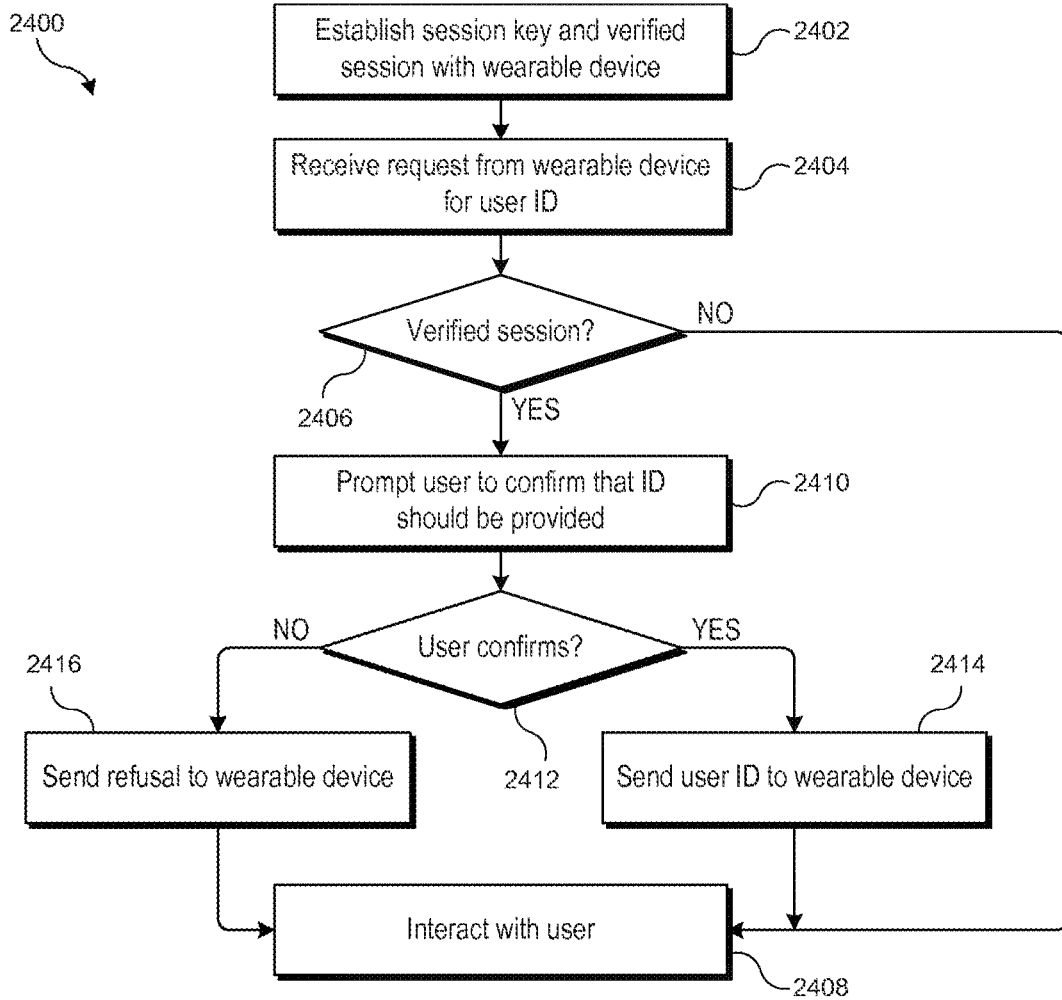 2400
Establish session key and verified
session with wearable device
2402
Receive request from wearable device
for user ID
2404
Verified session?
NO
2406
YES
Prompt user to confirm that ID
should be provided
2410
NO
User confirms?
YES
2416
2414
Send refusal to wearable device
2412
Send user ID to wearable device
Interact with user
2408